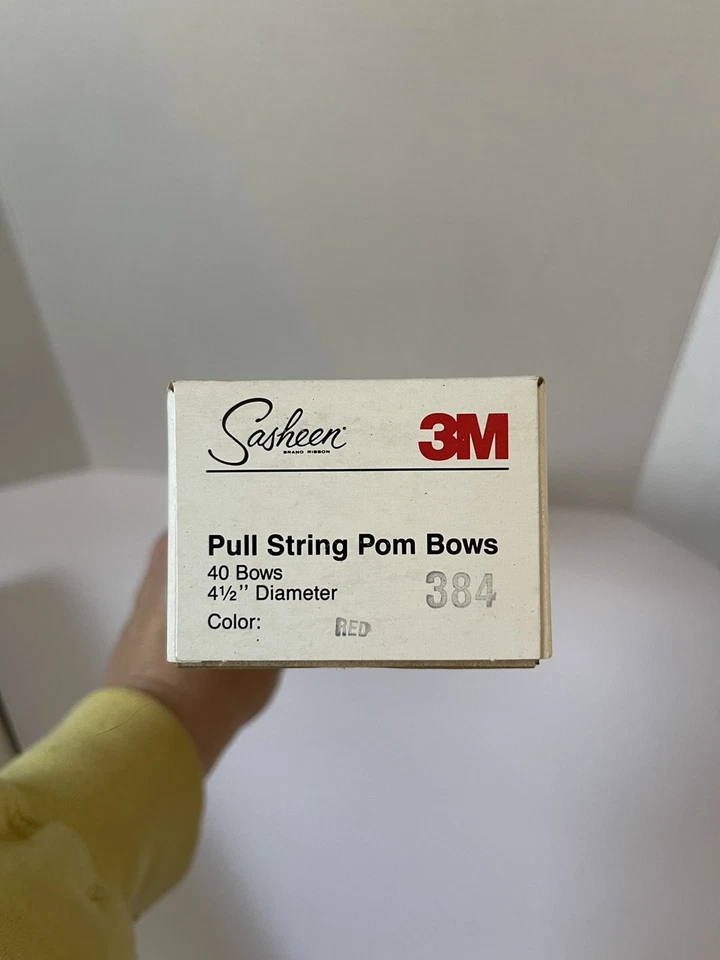 Sasheen
BRAND RIBBON
3M
Pull String Pom Bows
40 Bows
4½” Diameter
384
Color: RED